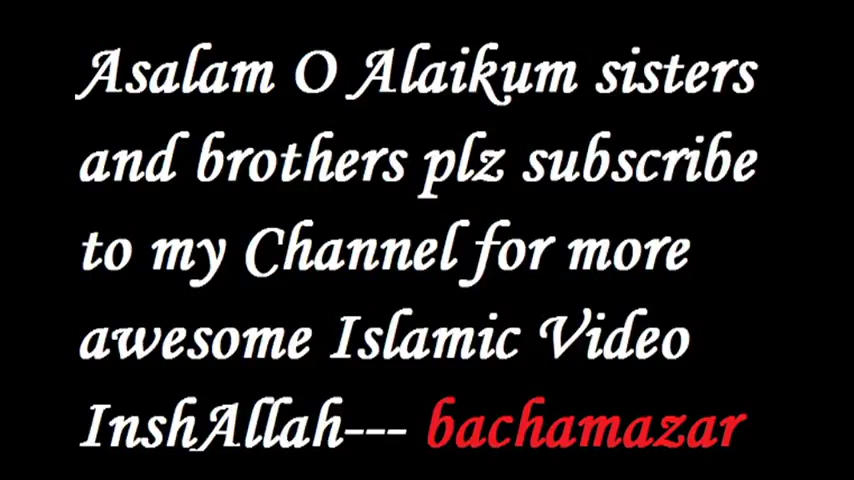 Asalam O Alaikum sisters
and brothers plz subscribe
to my Channel for more
awesome Islamic Video
InshAllah--- bachamazar